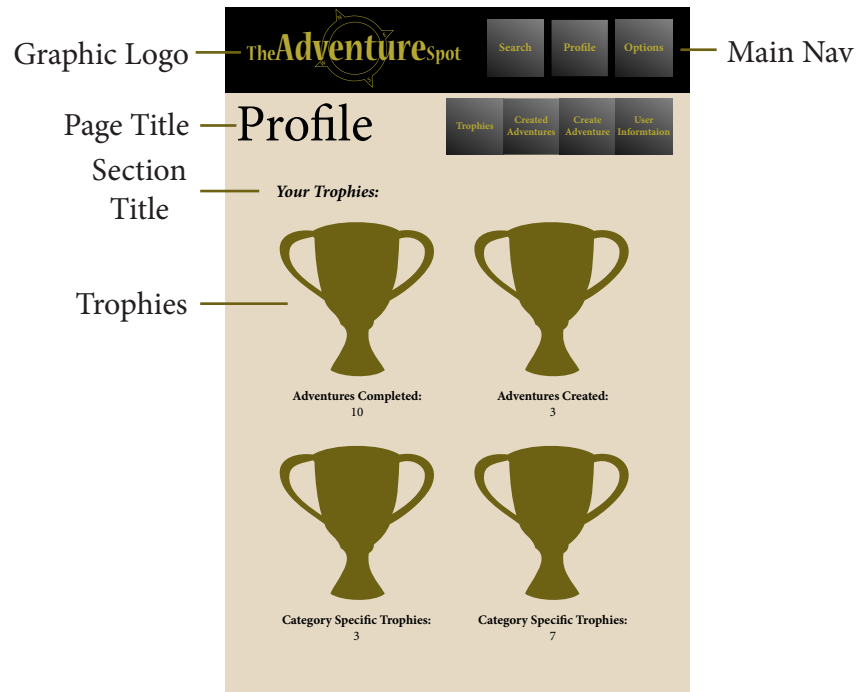 Graphic Logo
TheAdventureSpot
Search
Profile
Options
Main Nav
Page Title
Profile
Trophies
Created
Adventures
Create
Adventure
User
Informtaion
Section
Title
Your Trophies:
Trophies
Adventures Completed:
10
Adventures Created:
3
Category Specific Trophies:
3
Category Specific Trophies:
7